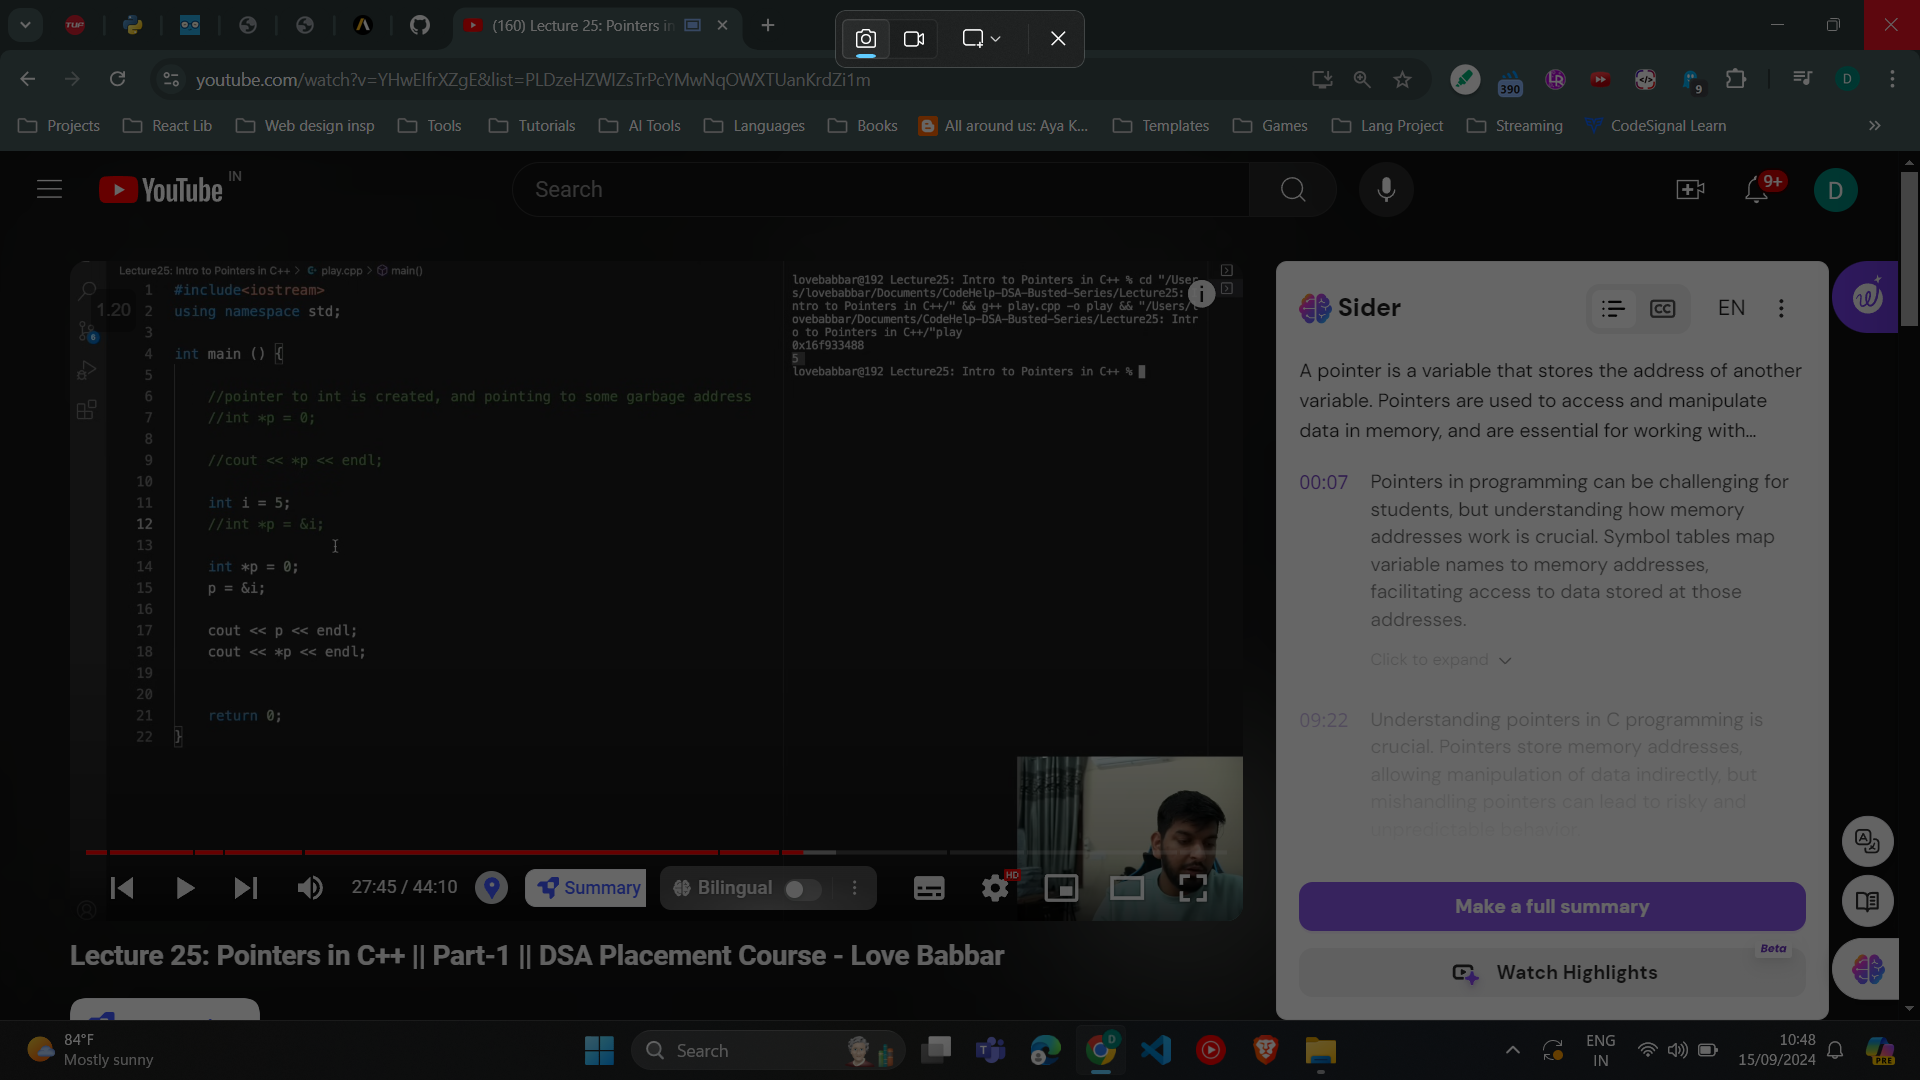 (160) Lecture 25: Pointers in
youtube.com/watch?v=YHwEIfrXZgE&list=PLDzeHZWIZsTrPcYMwNqOWXTUanKrdZi1m
390
9
D
Projects
React Lib
Web design insp
Tools
Tutorials
AI Tools
Languages
Books
All around us: Aya K...
Templates
Games
Lang Project
Streaming
CodeSignal Learn
YouTube IN
Search
9+
D
Lecture25: Intro to Pointers in C++ > play.cpp > main()
1.20
1 #include<iostream>
2 using namespace std;
3
4 int main () {
5
6 //pointer to int is created, and pointing to some garbage address
7 //int *p = 0;
8
9 //cout << *p << endl;
10
11 int i = 5;
12 //int *p = &i;
13
14 int *p = 0;
15 p = &i;
16
17 cout << p << endl;
18 cout << *p << endl;
19
20
21 return 0;
22 }
lovebabbar@192 Lecture25: Intro to Pointers in C++ % cd "/User
s/lovebabbar/Documents/CodeHelp-DSA-Busted-Series/Lecture25: 
ntro to Pointers in C++/" && g++ play.cpp -o play && "/Users/l
ovebabbar/Documents/CodeHelp-DSA-Busted-Series/Lecture25: Intr
o to Pointers in C++/"play
0x16f933488
5
lovebabbar@192 Lecture25: Intro to Pointers in C++ %
27:45 / 44:10
Summary
Bilingual
HD
Lecture 25: Pointers in C++ || Part-1 || DSA Placement Course - Love Babbar
Sider
CC
EN
A pointer is a variable that stores the address of another
variable. Pointers are used to access and manipulate
data in memory, and are essential for working with...
00:07 Pointers in programming can be challenging for
students, but understanding how memory
addresses work is crucial. Symbol tables map
variable names to memory addresses,
facilitating access to data stored at those
addresses.
Click to expand
09:22 Understanding pointers in C programming is
crucial. Pointers store memory addresses,
allowing manipulation of data indirectly, but
mishandling pointers can lead to risky and
unpredictable behavior.
Make a full summary
Beta
Watch Highlights
84°F
Mostly sunny
Search
D
ENG
IN
10:48
15/09/2024
PRE